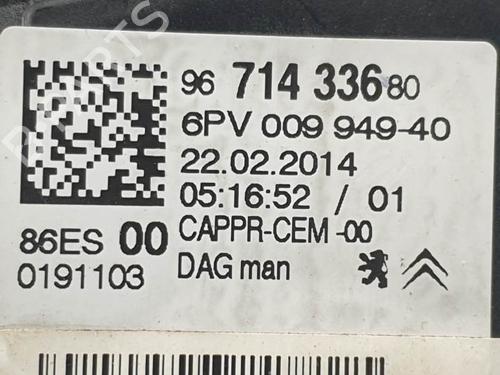 96 714 336 80
6PV 009 949-40
22.02.2014
05:16:52 / 01
86ES 00 CAPPR-CEM -00
0191103 DAG man